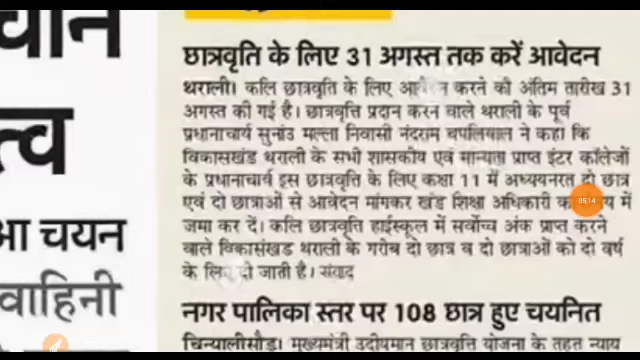 त्व
आ चयन
वाहिनी
छात्रवृति के लिए 31 अगस्त तक करें आवेदन
थराली। कलि छात्रवृति के लिए करने की अंतिम तारीख 31
अगस्त की गई है। छात्रवृत्ति प्रदान करन वाले थराली के पूर्व
प्रधानाचार्य सुनांउ मल्ला निवासी नंदराम चपलियाल ने कहा कि
विकासखंड थराली के सभी शासकीय एवं मान्यता प्राप्त इंटर कॉलेजों
के प्रधानाचार्य इस छात्रवृत्ति के लिए कक्षा 11 में अध्ययनरत दो छात्र
एवं दो छात्राओं से आवेदन मांगकर खंड शिक्षा अधिकारी में
जमा कर दें। कलि छात्रवृति हाईस्कूल में सर्वोच्च अंक प्राप्त करने
वाले विकासंखड थराली के गरीब दो छात्र व दो छात्राओं को दो वर्ष
के लिए दी जाती है। संवाद
नगर पालिका स्तर पर 108 छात्र हुए चयनित
चिन्यालीसौड़। मुख्यमंत्री उदीयमान छात्रवृत्ति योजना के तहत न्याय
05:14